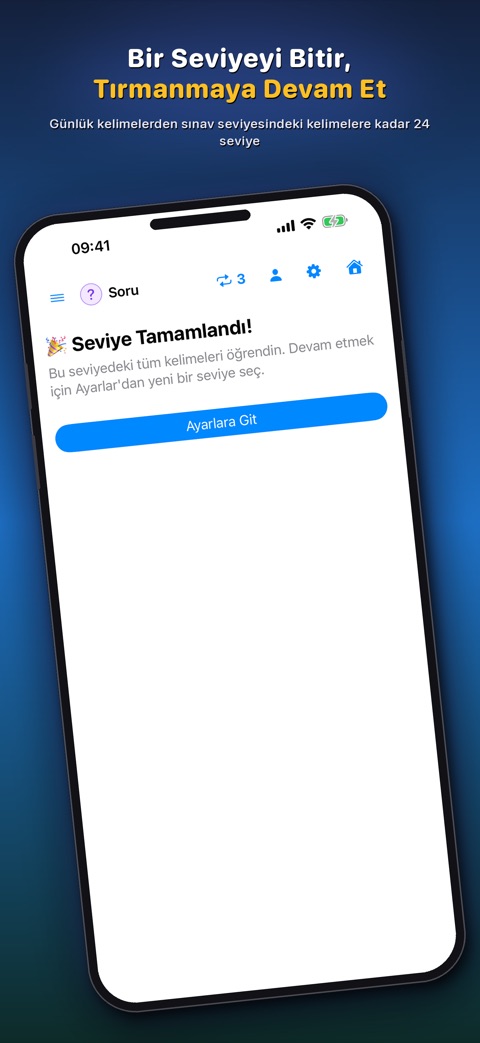 Bir Seviyeyi Bitir,
Tırmanmaya Devam Et
Günlük kelimelerden sınav seviyesindeki kelimelere kadar 24
seviye
09:41
? Soru
3
🎉 Seviye Tamamlandı!
Bu seviyedeki tüm kelimeleri öğrendin. Devam etmek
için Ayarlar'dan yeni bir seviye seç.
Ayarlara Git